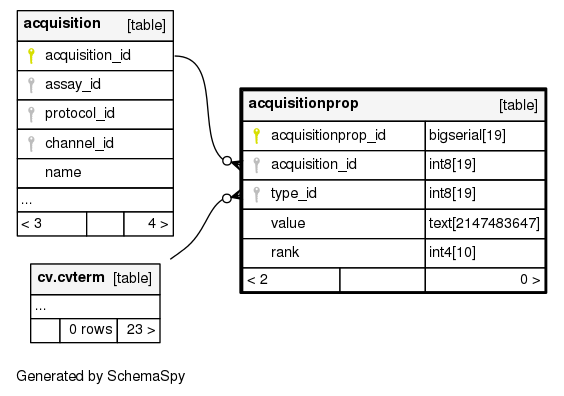 acquisition [table]
acquisition_id
assay_id
protocol_id
channel_id
name
...
< 3 4 >
acquisitionprop [table]
acquisitionprop_id bigserial[19]
acquisition_id int8[19]
type_id int8[19]
value text[2147483647]
rank int4[10]
< 2 0 >
cv.cvterm [table]
...
0 rows 23 >
Generated by SchemaSpy